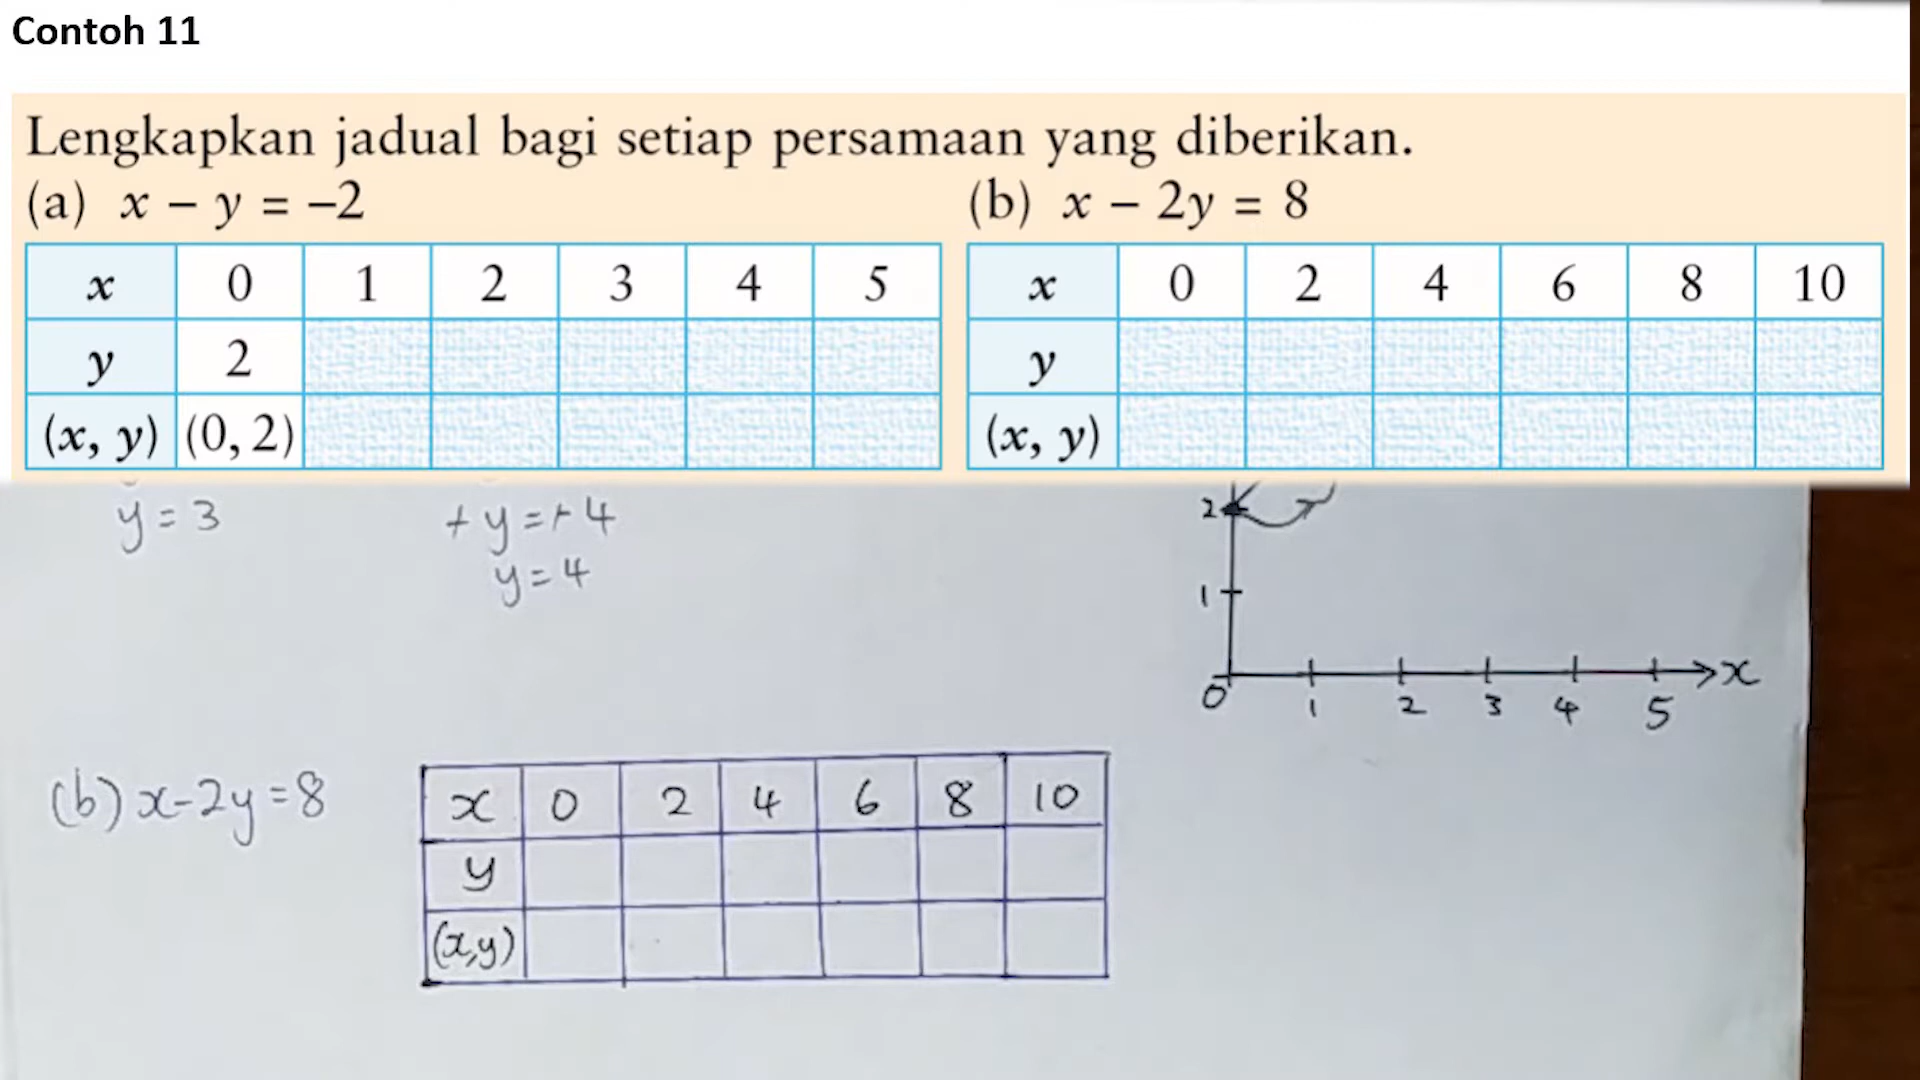 Contoh 11
Lengkapkan jadual bagi setiap persamaan yang diberikan.
(a) x – y = –2
x 0 1 2 3 4 5
y 2
(x, y) (0, 2)
(b) x – 2y = 8
x 0 2 4 6 8 10
y
(x, y)
y = 3
+ y = + 4
y = 4
2
1
0 1 2 3 4 5 x
(b) x-2y=8
x 0 2 4 6 8 10
y
(x,y)